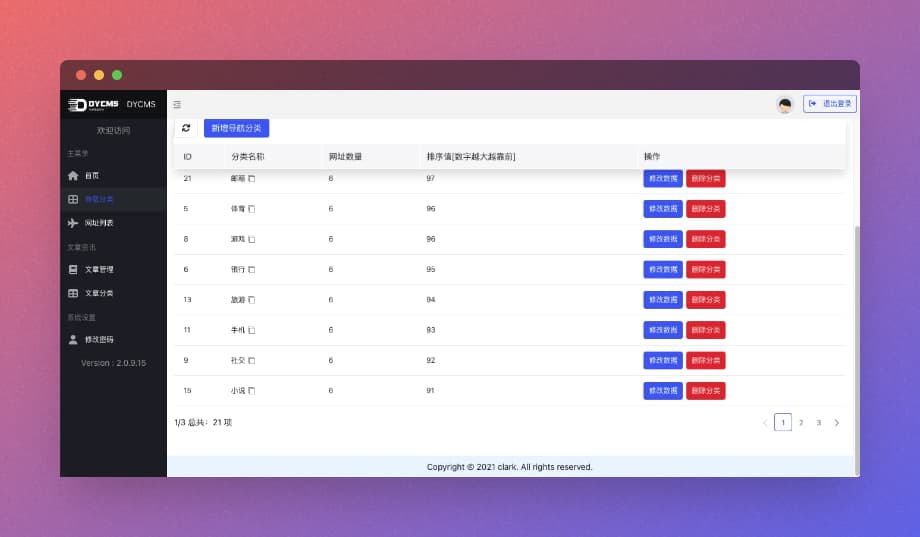 DYCMS DYCMS
退出登录
欢迎访问
主菜单
首页
导航分类
网址列表
文章资讯
文章管理
文章分类
系统设置
修改密码
Version : 2.0.9.15
新增导航分类
ID 分类名称 网址数量 排序值[数字越大越靠前] 操作
21 邮箱 6 97 修改数据 删除分类
5 体育 6 96 修改数据 删除分类
8 游戏 6 96 修改数据 删除分类
6 银行 6 95 修改数据 删除分类
13 旅游 6 94 修改数据 删除分类
11 手机 6 93 修改数据 删除分类
9 社交 6 92 修改数据 删除分类
15 小说 6 91 修改数据 删除分类
1/3 总共: 21 项
1 2 3
Copyright © 2021 clark. All rights reserved.